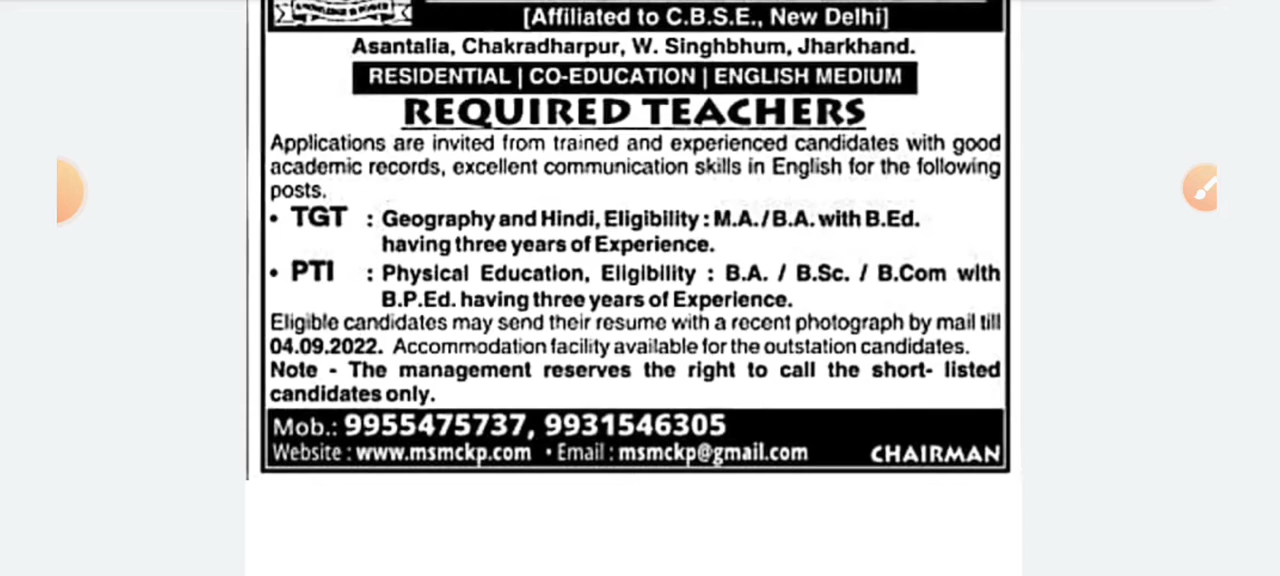 [Affiliated to C.B.S.E., New Delhi]
Asantalia, Chakradharpur, W. Singhbhum, Jharkhand.
RESIDENTIAL | CO-EDUCATION | ENGLISH MEDIUM
REQUIRED TEACHERS
Applications are invited from trained and experienced candidates with good
academic records, excellent communication skills in English for the following
posts.
• TGT : Geography and Hindi, Eligibility : M.A./B.A. with B.Ed.
having three years of Experience.
• PTI : Physical Education, Eligibility : B.A. / B.Sc. / B.Com with
B.P.Ed. having three years of Experience.
Eligible candidates may send their resume with a recent photograph by mail till
04.09.2022. Accommodation facility available for the outstation candidates.
Note - The management reserves the right to call the short- listed
candidates only.
Mob.: 9955475737, 9931546305
Website : www.msmckp.com • Email : msmckp@gmail.com CHAIRMAN